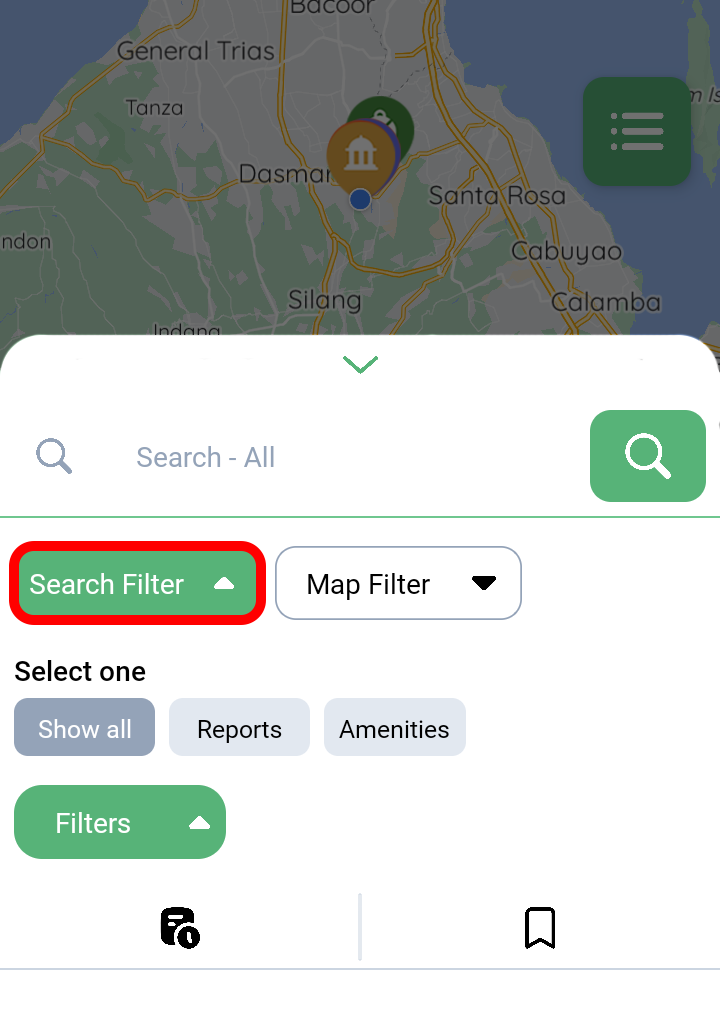 Bacoor
General Trias
m Is
Tanza
Dasmar
Santa Rosa
ndon
Cabuyao
Silang
Calamba
Indang
Search - All
Search Filter
Map Filter
Select one
Show all
Reports
Amenities
Filters